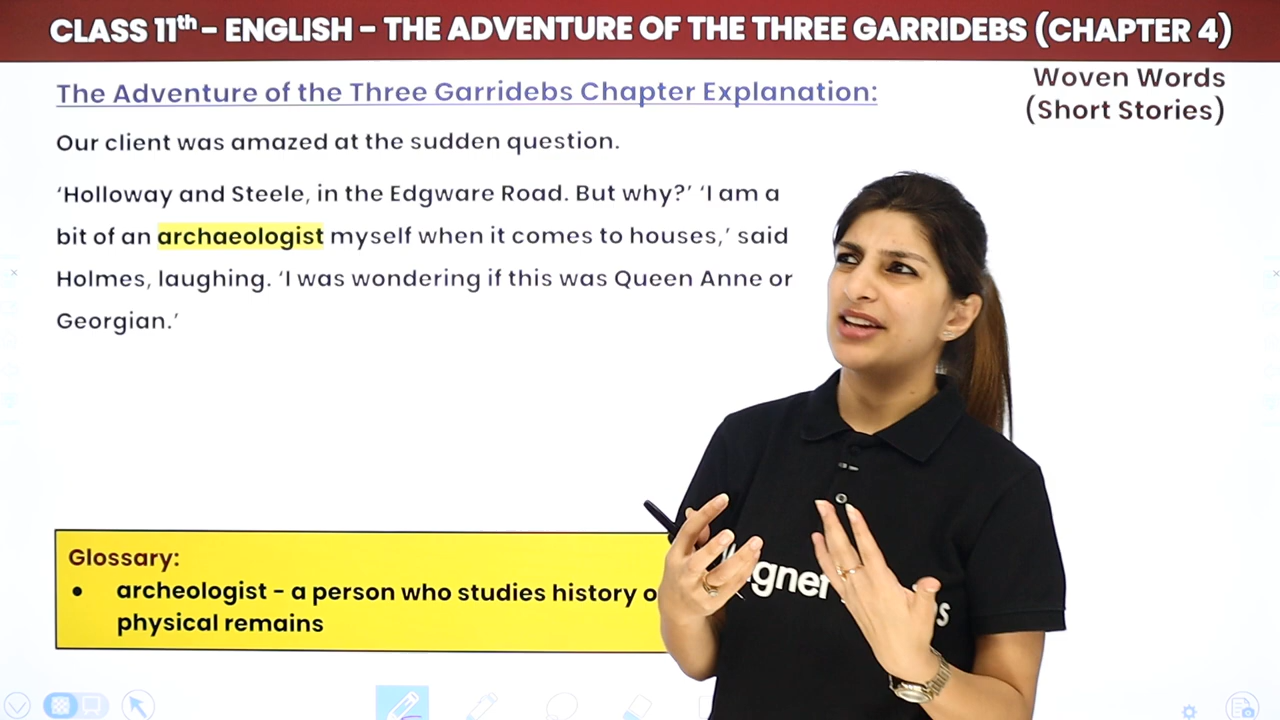 CLASS 11th – ENGLISH – THE ADVENTURE OF THE THREE GARRIDEBS (CHAPTER 4)
Woven Words
(Short Stories)
The Adventure of the Three Garridebs Chapter Explanation:
Our client was amazed at the sudden question.
‘Holloway and Steele, in the Edgware Road. But why?’ ‘I am a
bit of an archaeologist myself when it comes to houses,’ said
Holmes, laughing. ‘I was wondering if this was Queen Anne or
Georgian.’
Glossary:
• archeologist – a person who studies history
physical remains